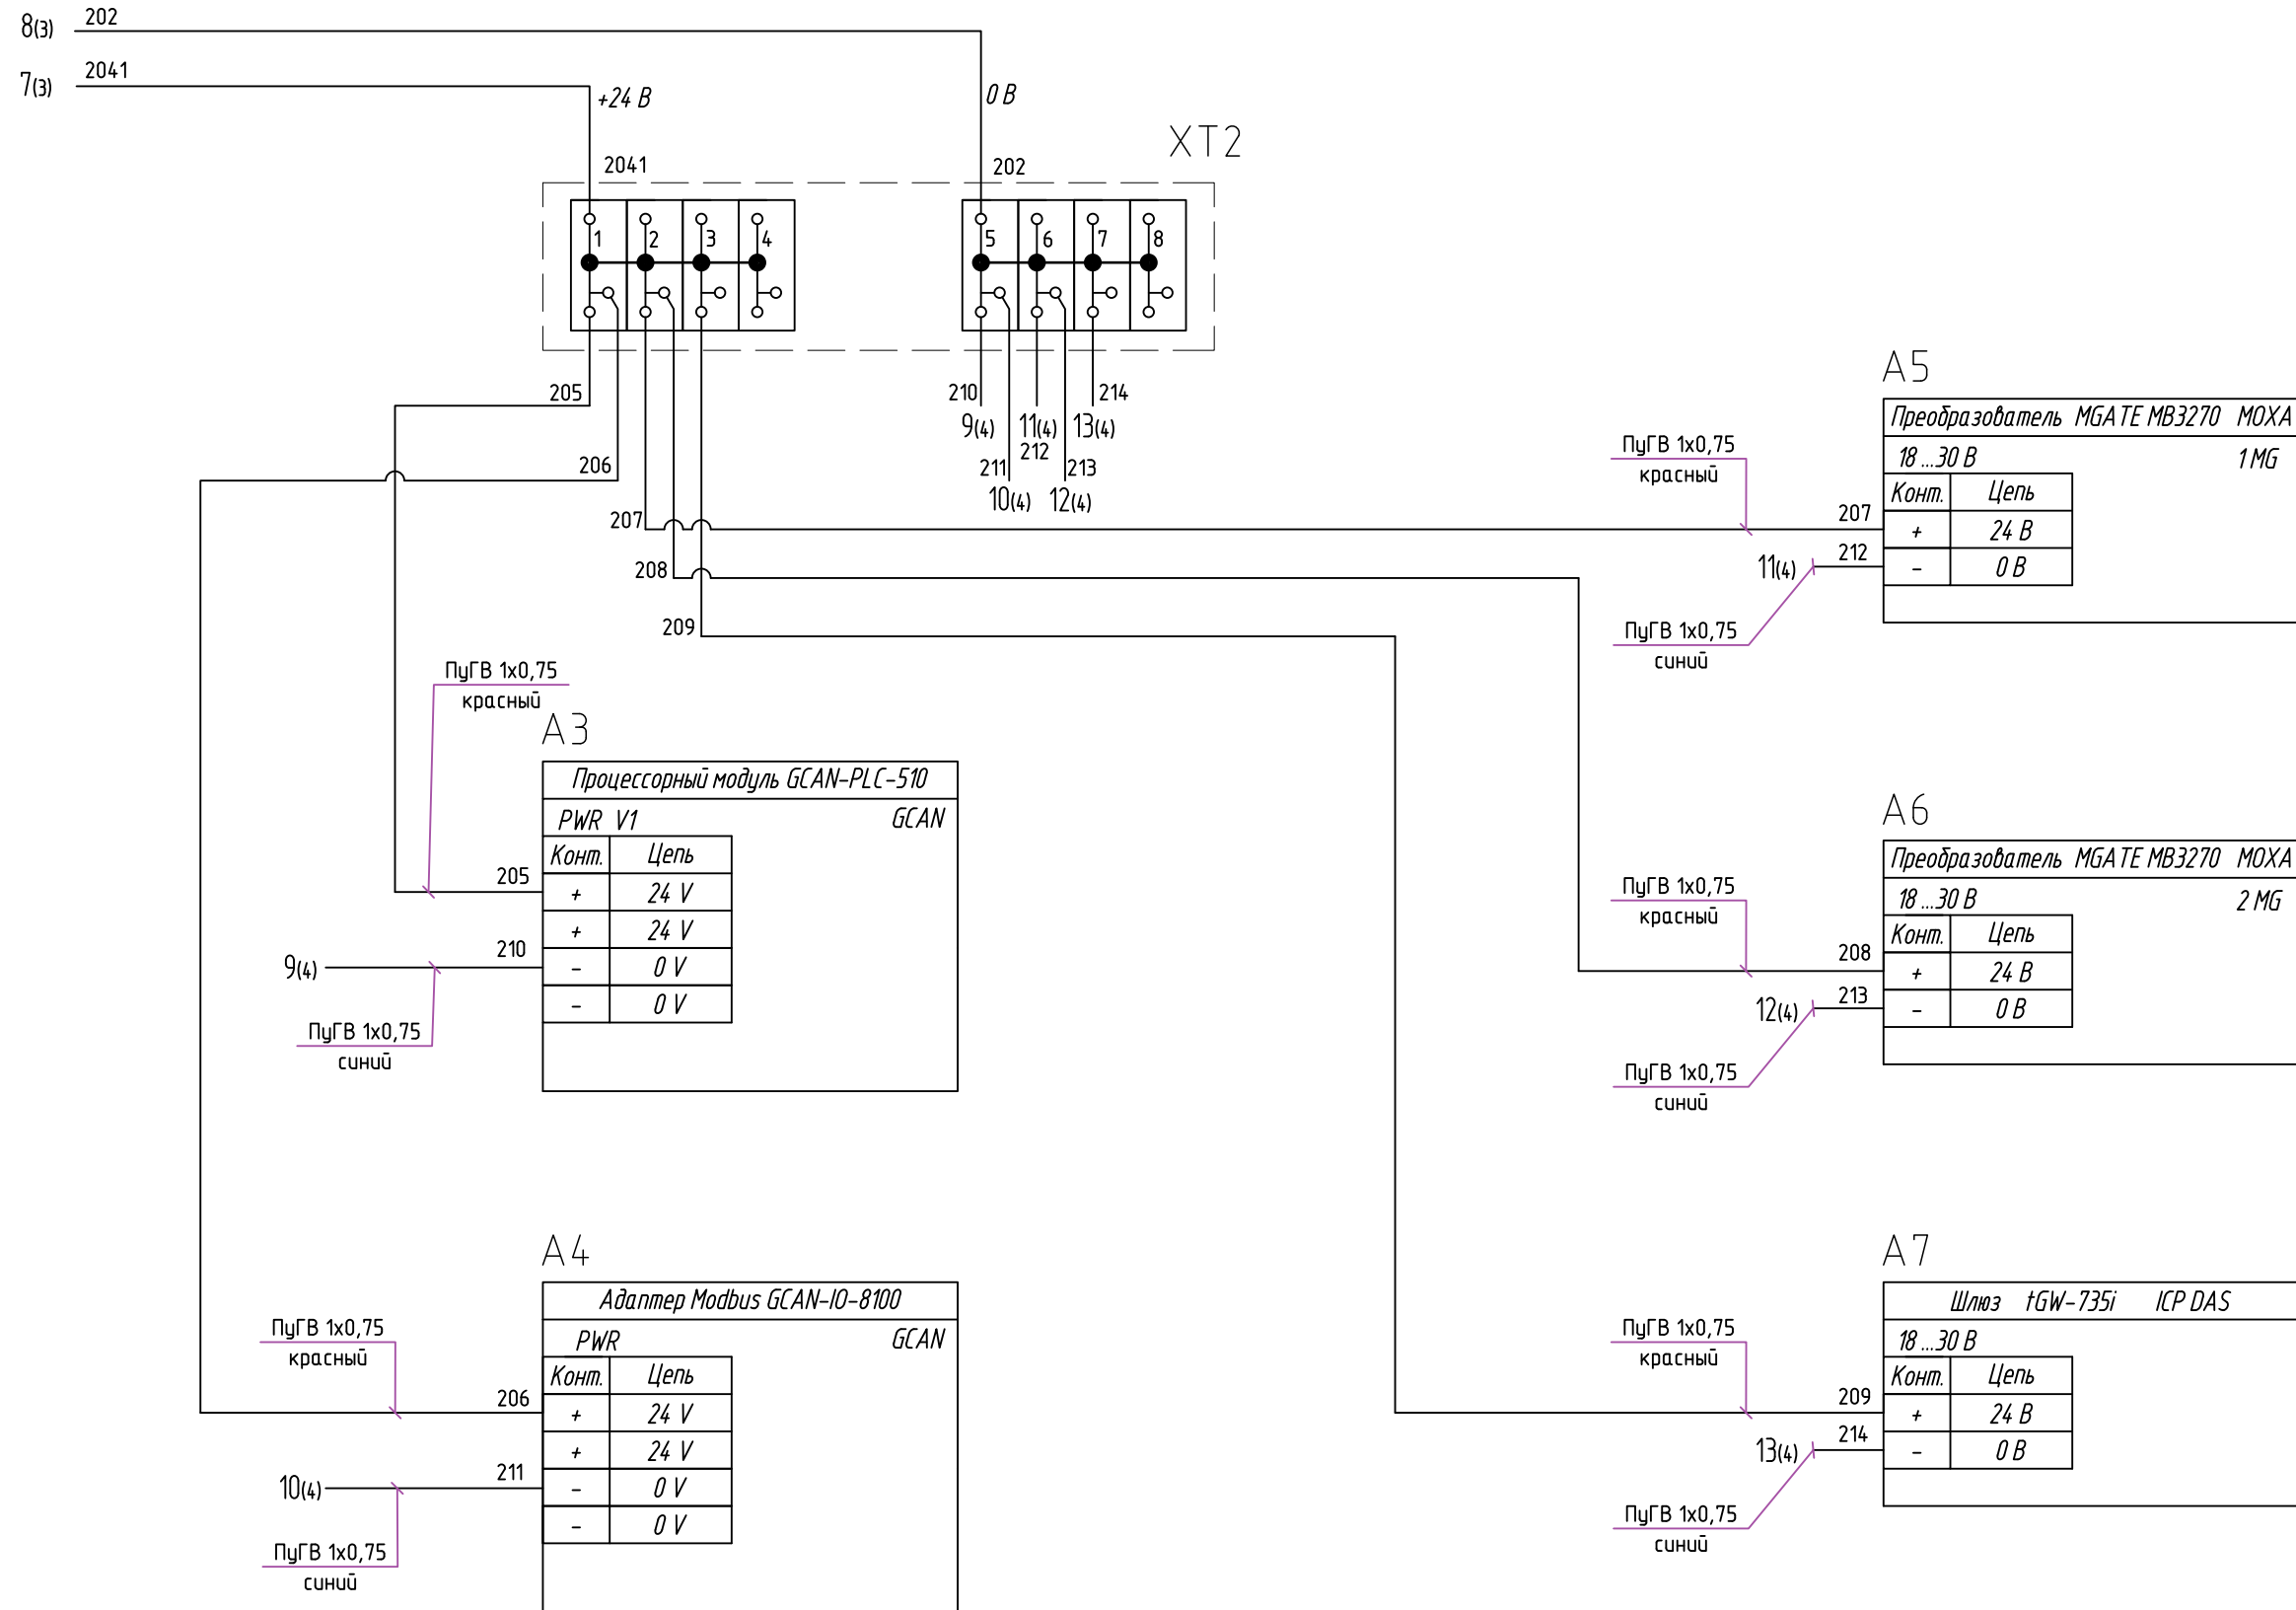 8(3) 202
7(3) 2041
+24 В
0 В
XT2
2041
202
1 2 3 4
5 6 7 8
205
206
207
208
209
210
9(4)
11(4)
212
214
13(4)
211
10(4)
213
12(4)
A5
Преобразователь MGATE MB3270 MOXA
18 ...30 В 1 MG
Конт. Цепь
207 + 24 В
11(4) 212 - 0 В
ПуГВ 1х0,75
красный
ПуГВ 1х0,75
синий
ПуГВ 1х0,75
красный
A3
Процессорный модуль GCAN-PLC-510
PWR V1 GCAN
Конт. Цепь
205 + 24 V
+ 24 V
9(4) 210 - 0 V
- 0 V
ПуГВ 1х0,75
синий
A6
Преобразователь MGATE MB3270 MOXA
18 ...30 В 2 MG
Конт. Цепь
208 + 24 В
12(4) 213 - 0 В
ПуГВ 1х0,75
красный
ПуГВ 1х0,75
синий
A4
Адаптер Modbus GCAN-IO-8100
PWR GCAN
Конт. Цепь
206 + 24 V
+ 24 V
10(4) 211 - 0 V
- 0 V
ПуГВ 1х0,75
красный
ПуГВ 1х0,75
синий
A7
Шлюз tGW-735i ICP DAS
18 ...30 В
Конт. Цепь
209 + 24 В
13(4) 214 - 0 В
ПуГВ 1х0,75
красный
ПуГВ 1х0,75
синий